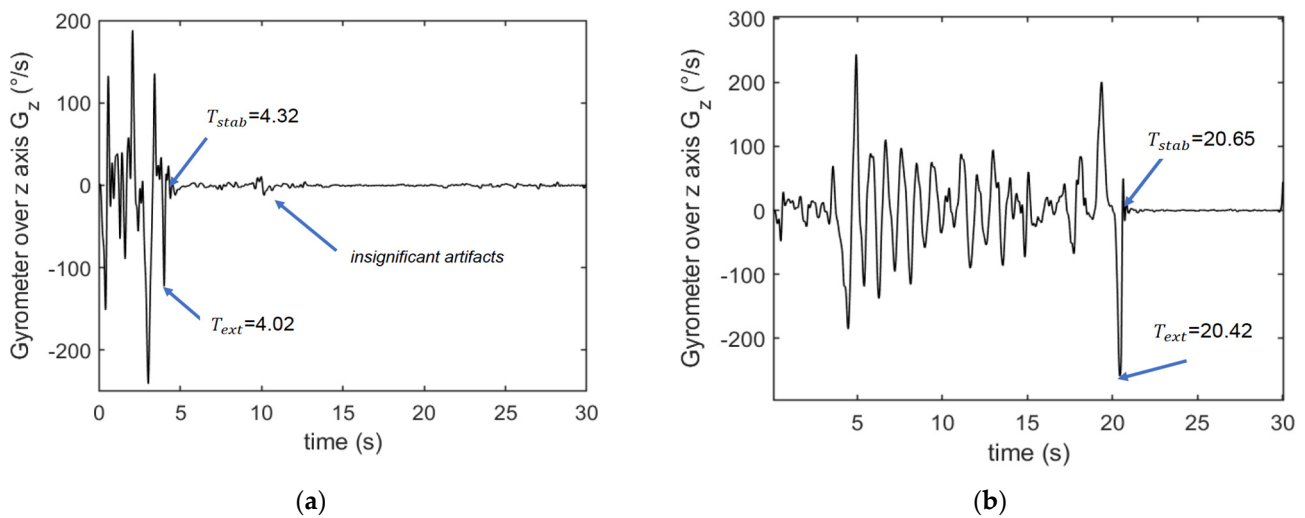 Gyrometer over z axis G_z (°/s)
200
100
0
-100
-200
T_stab=4.32
insignificant artifacts
T_ext=4.02
0 5 10 15 20 25 30
time (s)
(a)
Gyrometer over z axis G_z (°/s)
300
200
100
0
-100
-200
T_stab=20.65
T_ext=20.42
5 10 15 20 25 30
time (s)
(b)